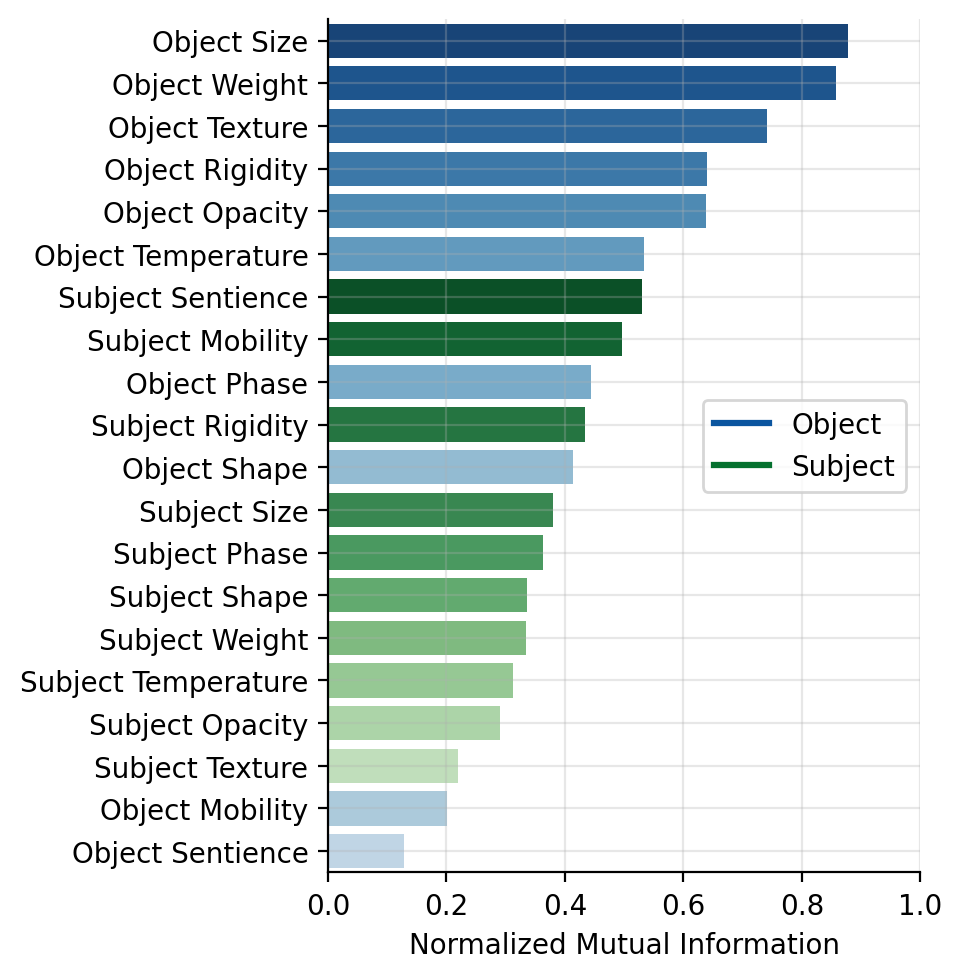 Object Size
Object Weight
Object Texture
Object Rigidity
Object Opacity
Object Temperature
Subject Sentience
Subject Mobility
Object Phase
Subject Rigidity
Object Shape
Subject Size
Subject Phase
Subject Shape
Subject Weight
Subject Temperature
Subject Opacity
Subject Texture
Object Mobility
Object Sentience
Object
Subject
0.0 0.2 0.4 0.6 0.8 1.0
Normalized Mutual Information